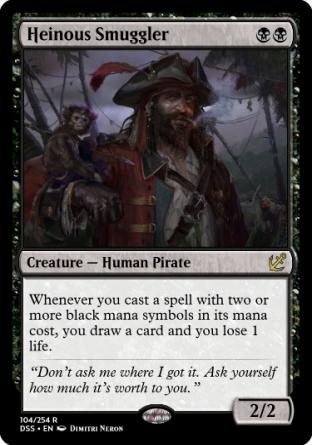 Heinous Smuggler
Creature — Human Pirate
Whenever you cast a spell with two or
more black mana symbols in its mana
cost, you draw a card and you lose 1
life.
“Don’t ask me where I got it. Ask yourself
how much it’s worth to you.”
2/2
104/254 R
DSS • EN Dimitri Neron